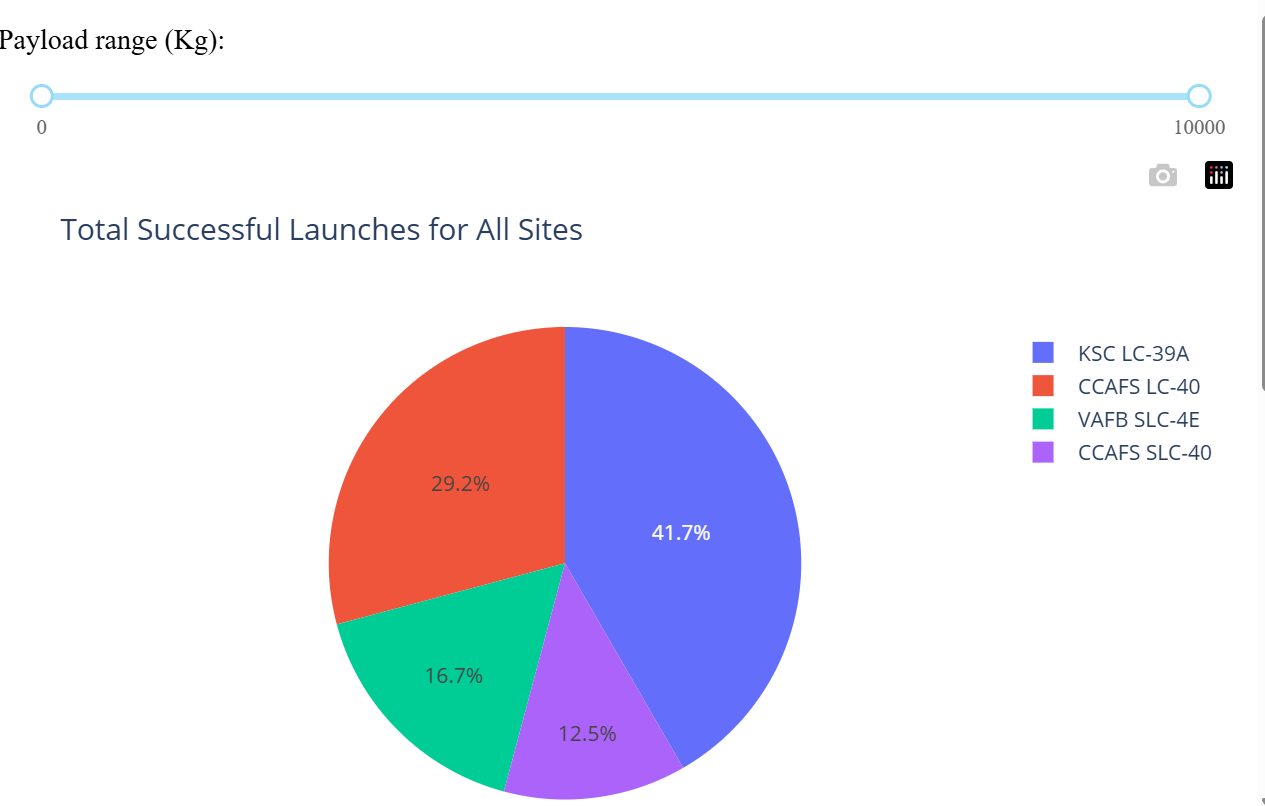 Payload range (Kg):
0
10000
Total Successful Launches for All Sites
KSC LC-39A
CCAFS LC-40
VAFB SLC-4E
CCAFS SLC-40
29.2%
41.7%
16.7%
12.5%